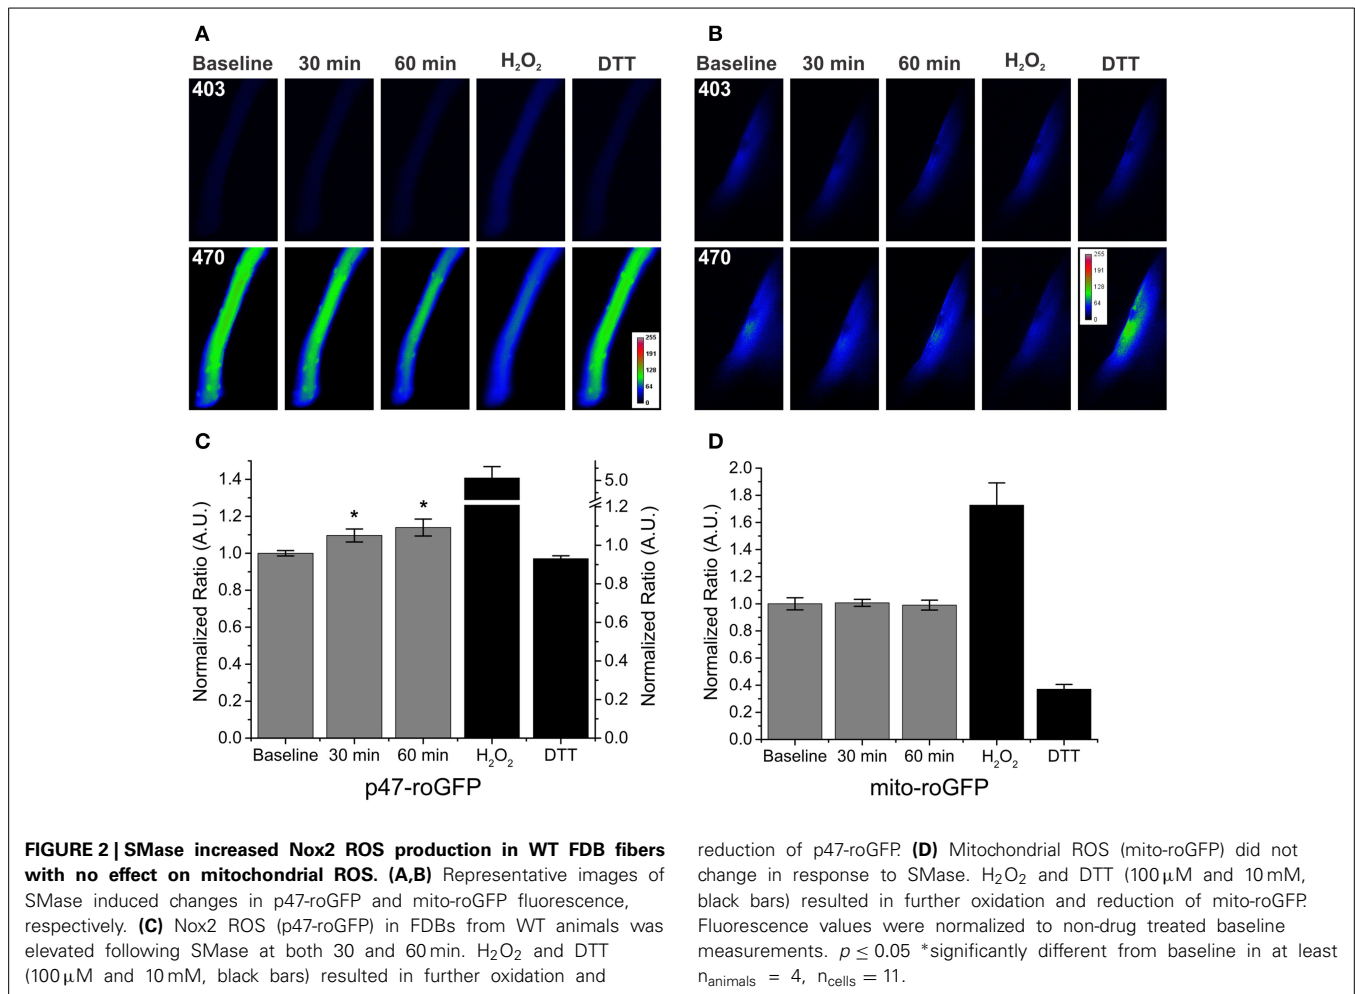 A
Baseline 30 min 60 min H₂O₂ DTT
403
470
255
191
128
64
0
B
Baseline 30 min 60 min H₂O₂ DTT
403
470
255
191
128
64
0
C
Normalized Ratio (A.U.)
1.4
1.2
1.0
0.8
0.6
0.4
0.2
0.0
* *
5.0
1.2
1.0
0.8
0.6
0.4
0.2
0.0
Normalized Ratio (A.U.)
Baseline 30 min 60 min H₂O₂ DTT
p47-roGFP
D
Normalized Ratio (A.U.)
2.0
1.8
1.6
1.4
1.2
1.0
0.8
0.6
0.4
0.2
0.0
Baseline 30 min 60 min H₂O₂ DTT
mito-roGFP
FIGURE 2 | SMase increased Nox2 ROS production in WT FDB fibers
with no effect on mitochondrial ROS. (A,B) Representative images of
SMase induced changes in p47-roGFP and mito-roGFP fluorescence,
respectively. (C) Nox2 ROS (p47-roGFP) in FDBs from WT animals was
elevated following SMase at both 30 and 60 min. H₂O₂ and DTT
(100 μM and 10 mM, black bars) resulted in further oxidation and
reduction of p47-roGFP. (D) Mitochondrial ROS (mito-roGFP) did not
change in response to SMase. H₂O₂ and DTT (100 μM and 10 mM,
black bars) resulted in further oxidation and reduction of mito-roGFP.
Fluorescence values were normalized to non-drug treated baseline
measurements. p ≤ 0.05 *significantly different from baseline in at least
n_animals = 4, n_cells = 11.